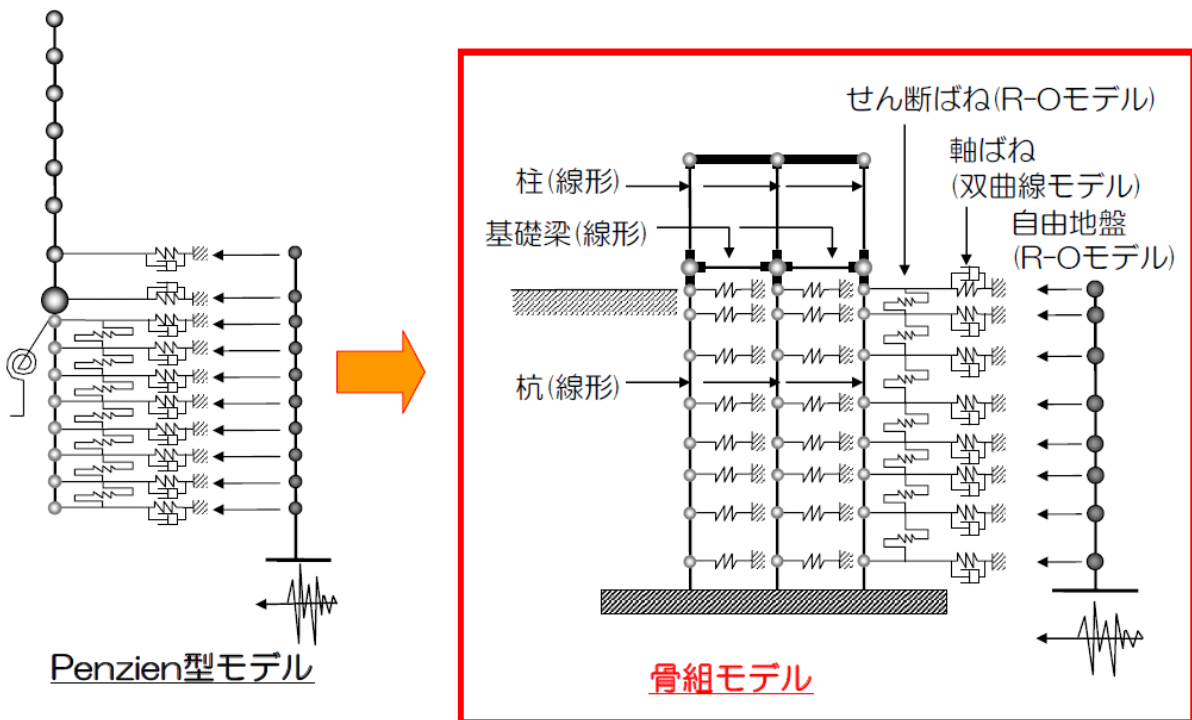 せん断ばね(R-Oモデル)
軸ばね
(双曲線モデル)
柱(線形)
自由地盤
(R-Oモデル)
基礎梁(線形)
杭(線形)
Penzien型モデル
骨組モデル